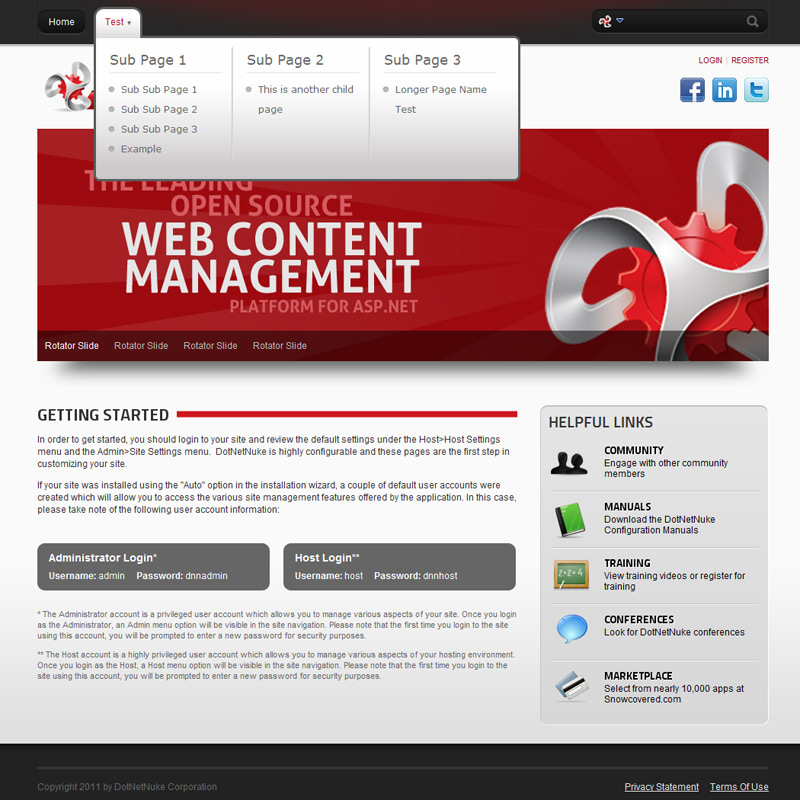 Home
Test
Sub Page 1
Sub Sub Page 1
Sub Sub Page 2
Sub Sub Page 3
Example
Sub Page 2
This is another child
page
Sub Page 3
Longer Page Name
Test
LOGIN | REGISTER
THE LEADING
OPEN SOURCE
WEB CONTENT
MANAGEMENT
PLATFORM FOR ASP.NET
Rotator Slide Rotator Slide Rotator Slide Rotator Slide
GETTING STARTED
In order to get started, you should login to your site and review the default settings under the Host>Host Settings
menu and the Admin>Site Settings menu. DotNetNuke is highly configurable and these pages are the first step in
customizing your site.
If your site was installed using the "Auto" option in the installation wizard, a couple of default user accounts were
created which will allow you to access the various site management features offered by the application. In this case,
please take note of the following user account information:
Administrator Login*
Username: admin Password: dnnadmin
Host Login**
Username: host Password: dnnhost
* The Administrator account is a privileged user account which allows you to manage various aspects of your site. Once you login
as the Administrator, an Admin menu option will be visible in the site navigation. Please note that the first time you login to the site
using this account, you will be prompted to enter a new password for security purposes.
** The Host account is a highly privileged user account which allows you to manage various aspects of your hosting environment.
Once you login as the Host, a Host menu option will be visible in the site navigation. Please note that the first time you login to the
site using this account, you will be prompted to enter a new password for security purposes.
HELPFUL LINKS
COMMUNITY
Engage with other community
members
MANUALS
Download the DotNetNuke
Configuration Manuals
2×2=4
TRAINING
View training videos or register for
training
CONFERENCES
Look for DotNetNuke conferences
MARKETPLACE
Select from nearly 10,000 apps at
Snowcovered.com
Copyright 2011 by DotNetNuke Corporation
Privacy Statement Terms Of Use